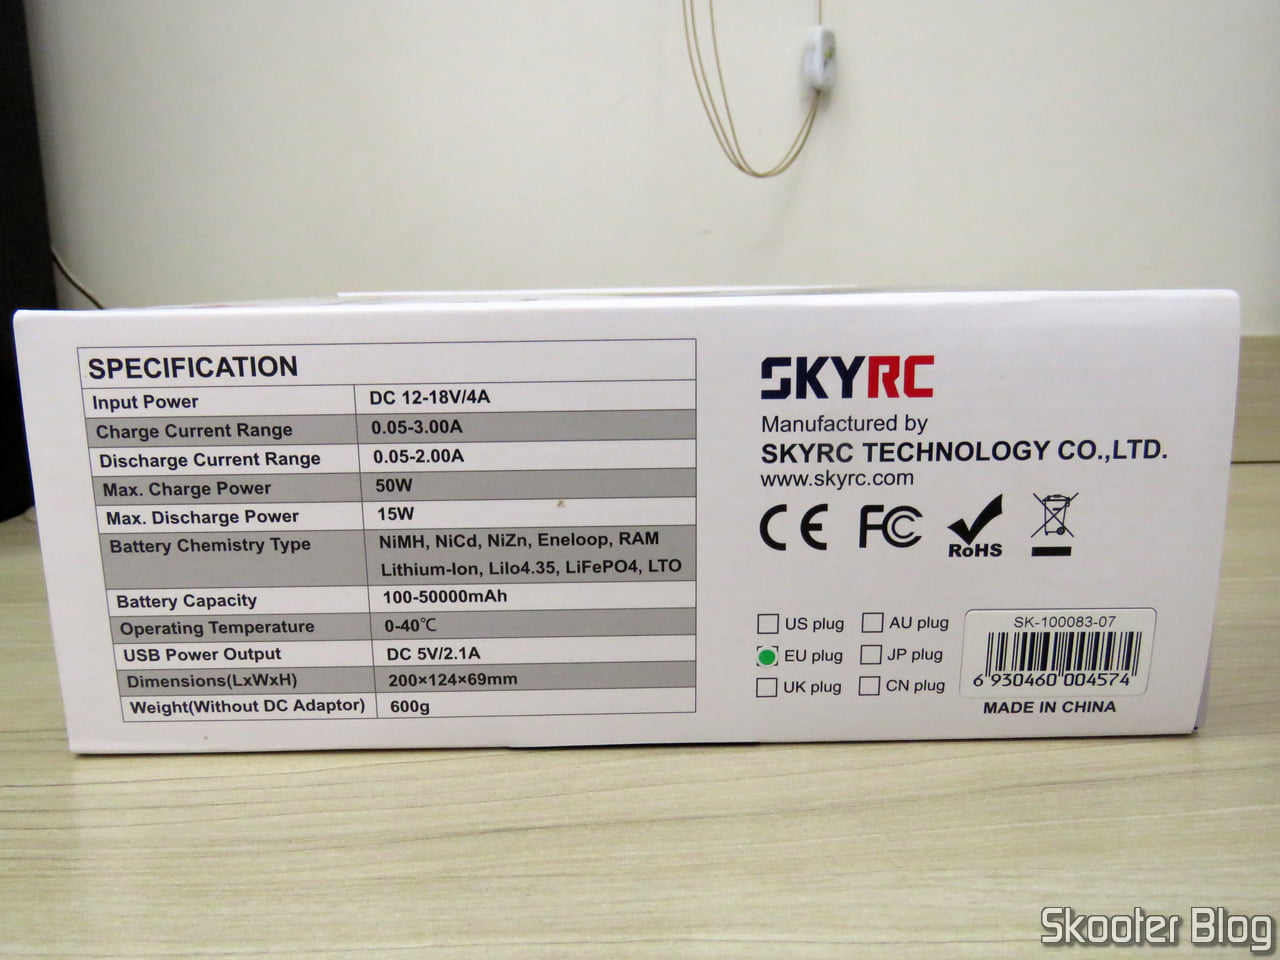 SPECIFICATION
Input Power DC 12-18V/4A
Charge Current Range 0.05-3.00A
Discharge Current Range 0.05-2.00A
Max. Charge Power 50W
Max. Discharge Power 15W
Battery Chemistry Type NiMH, NiCd, NiZn, Eneloop, RAM
Lithium-Ion, LiIo4.35, LiFePO4, LTO
Battery Capacity 100-50000mAh
Operating Temperature 0-40℃
USB Power Output DC 5V/2.1A
Dimensions(LxWxH) 200×124×69mm
Weight(Without DC Adaptor) 600g
SKYRC
Manufactured by
SKYRC TECHNOLOGY CO.,LTD.
www.skyrc.com
CE FC RoHS
US plug AU plug
EU plug JP plug
UK plug CN plug
SK-100083-07
6 930460 004574
MADE IN CHINA
Skooter Blog